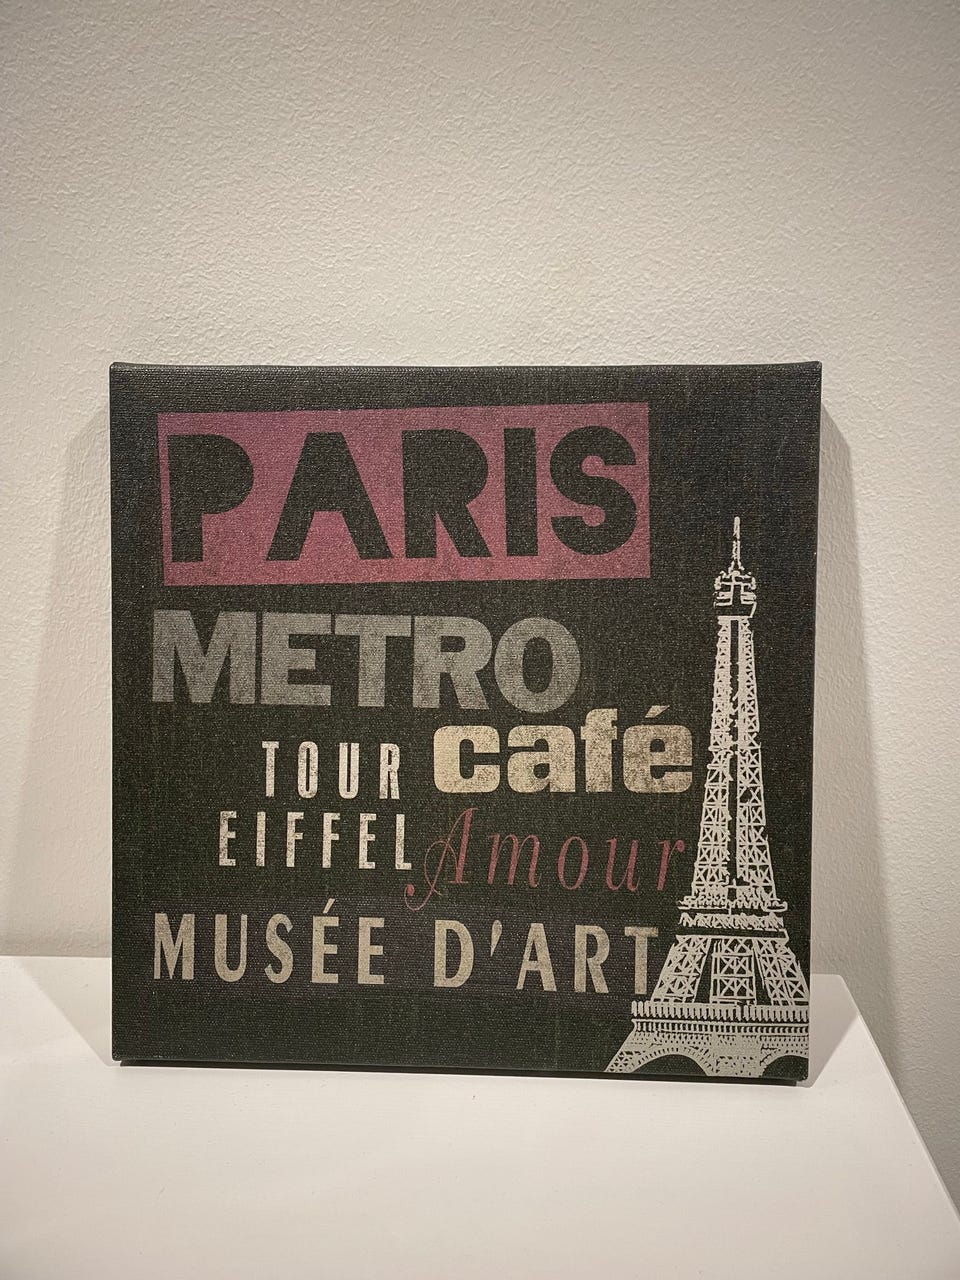 PARIS
METRO
café
TOUR
EIFFEL
Amour
MUSÉE D'ART